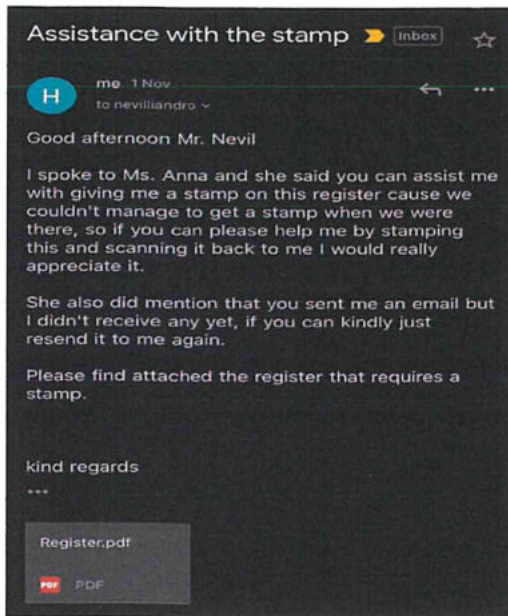 Assistance with the stamp Inbox
H
me 1 Nov
to nevilliandro
Good afternoon Mr. Nevil
I spoke to Ms. Anna and she said you can assist me
with giving me a stamp on this register cause we
couldn't manage to get a stamp when we were
there, so if you can please help me by stamping
this and scanning it back to me I would really
appreciate it.
She also did mention that you sent me an email but
I didn't receive any yet, if you can kindly just
resend it to me again.
Please find attached the register that requires a
stamp.
kind regards
Register.pdf
PDF PDF